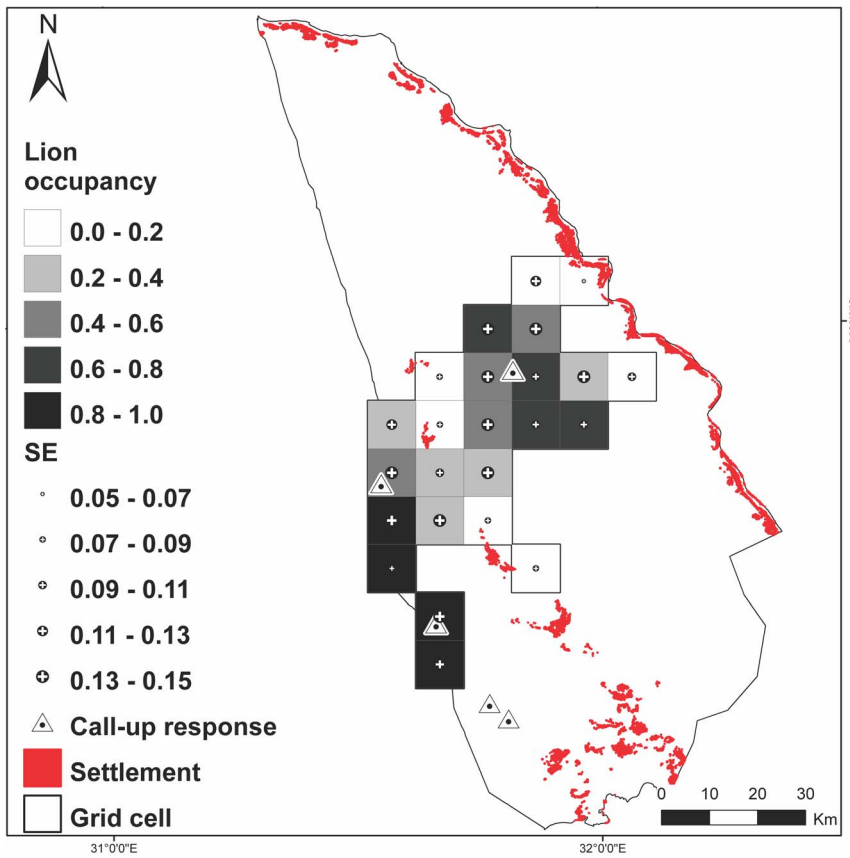 N
Lion
occupancy
0.0 - 0.2
0.2 - 0.4
0.4 - 0.6
0.6 - 0.8
0.8 - 1.0
SE
0.05 - 0.07
0.07 - 0.09
0.09 - 0.11
0.11 - 0.13
0.13 - 0.15
Call-up response
Settlement
Grid cell
0 10 20 30
Km
31°0'0"E 32°0'0"E